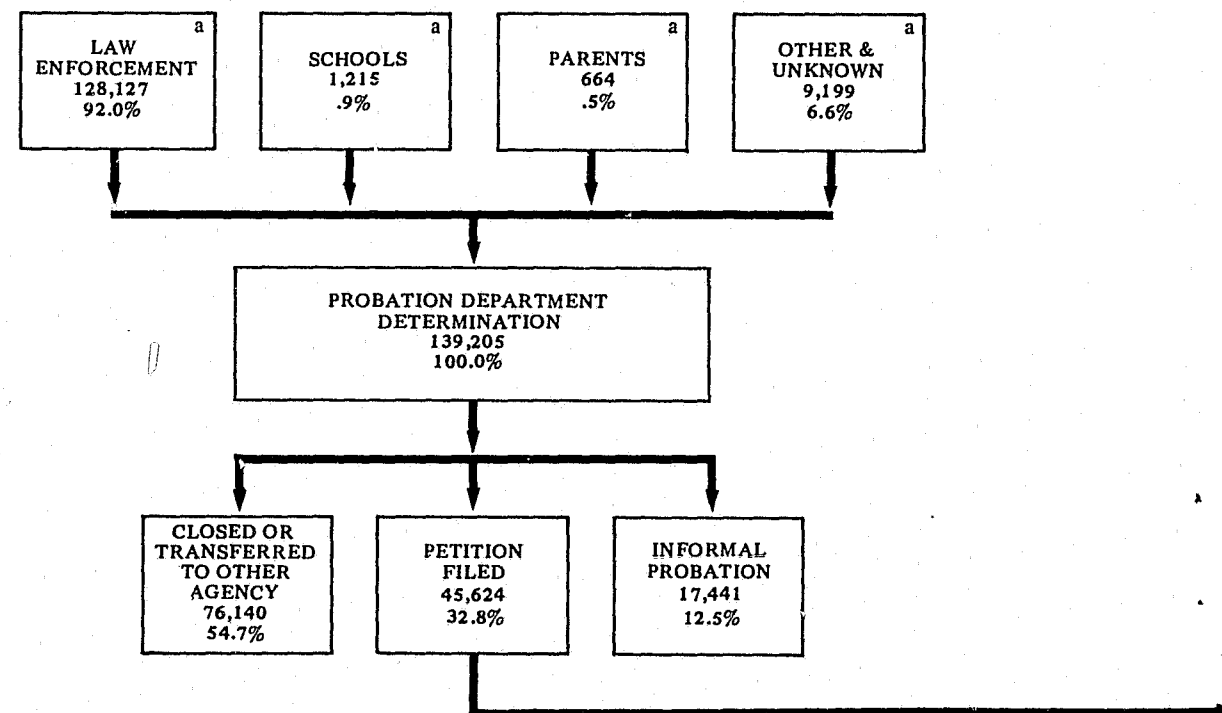 a
LAW
ENFORCEMENT
128,127
92.0%
a
SCHOOLS
1,215
.9%
a
PARENTS
664
.5%
a
OTHER &
UNKNOWN
9,199
6.6%
PROBATION DEPARTMENT
DETERMINATION
139,205
100.0%
CLOSED OR
TRANSFERRED
TO OTHER
AGENCY
76,140
54.7%
PETITION
FILED
45,624
32.8%
INFORMAL
PROBATION
17,441
12.5%